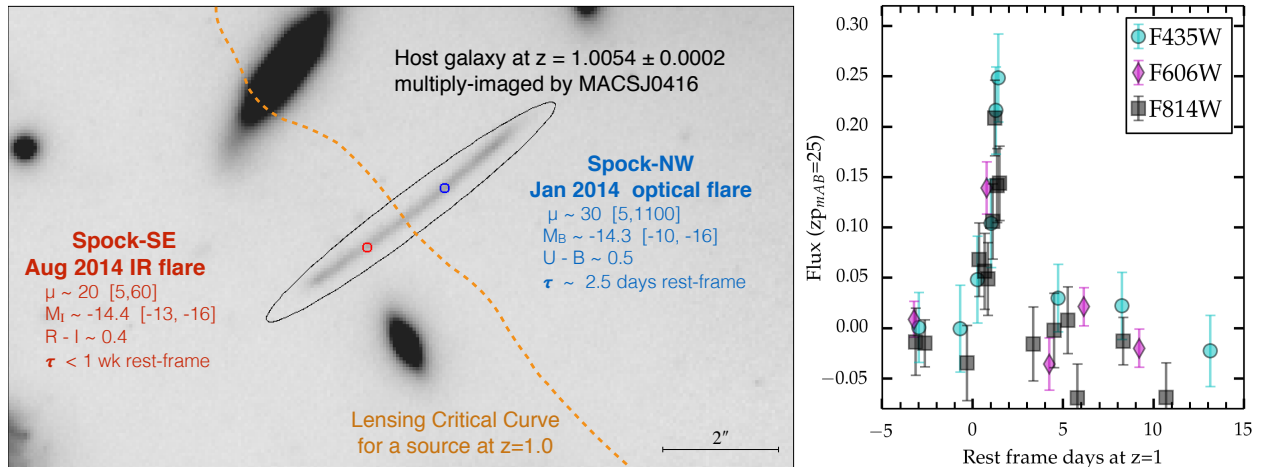 Host galaxy at z = 1.0054 ± 0.0002
multiply-imaged by MACSJ0416
Spock-NW
Jan 2014 optical flare
μ ~ 30 [5,1100]
M_B ~ -14.3 [-10, -16]
U - B ~ 0.5
τ ~ 2.5 days rest-frame
Spock-SE
Aug 2014 IR flare
μ ~ 20 [5,60]
M_I ~ -14.4 [-13, -16]
R - I ~ 0.4
τ < 1 wk rest-frame
Lensing Critical Curve
for a source at z=1.0
2″
F435W
F606W
F814W
Flux (zp_mAB=25)
0.30
0.25
0.20
0.15
0.10
0.05
0.00
−0.05
−5 0 5 10 15
Rest frame days at z=1